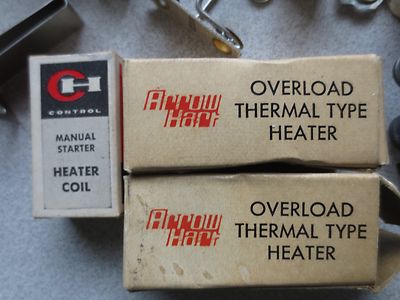 CH
CONTROL
MANUAL
STARTER
HEATER
COIL
Arrow
Hart
OVERLOAD
THERMAL TYPE
HEATER
Arrow
Hart
OVERLOAD
THERMAL TYPE
HEATER